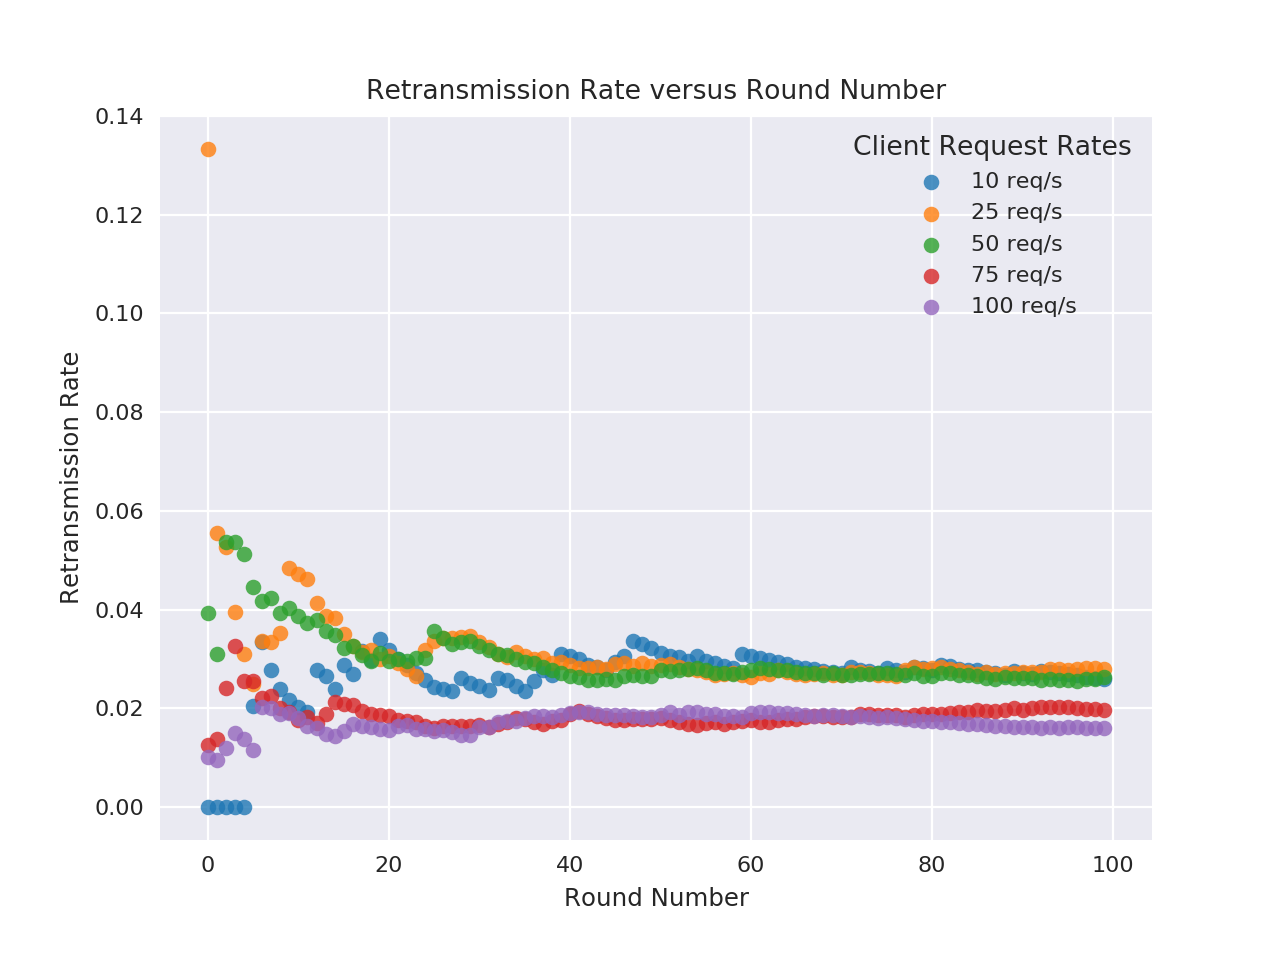 Retransmission Rate versus Round Number
0.14
0.12
0.10
0.08
0.06
0.04
0.02
0.00
Retransmission Rate
Client Request Rates
10 req/s
25 req/s
50 req/s
75 req/s
100 req/s
0 20 40 60 80 100
Round Number